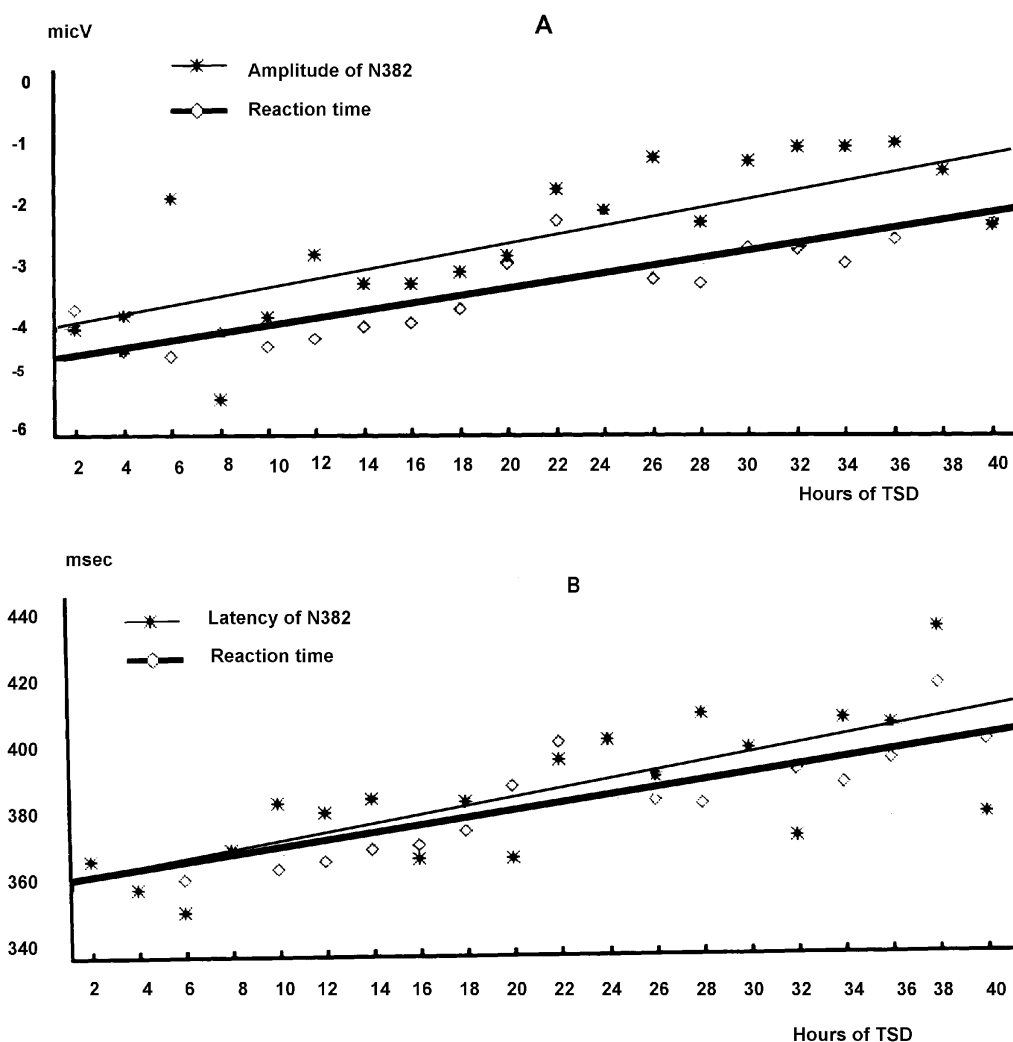 micV
A
Amplitude of N382
Reaction time
0
-1
-2
-3
-4
-5
-6
2 4 6 8 10 12 14 16 18 20 22 24 26 28 30 32 34 36 38 40
Hours of TSD
msec
B
Latency of N382
Reaction time
440
420
400
380
360
340
2 4 6 8 10 12 14 16 18 20 22 24 26 28 30 32 34 36 38 40
Hours of TSD